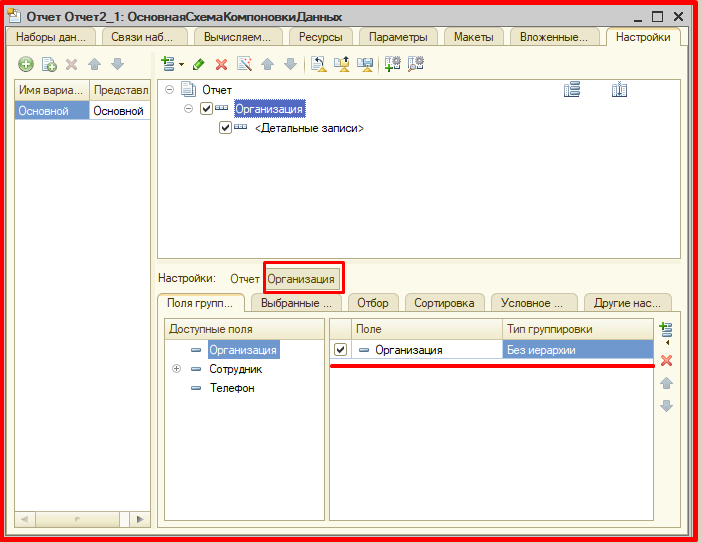 Отчет Отчет2_1: ОсновнаяСхемаКомпоновкиДанных
Наборы дан... Связи наб... Вычисляем... Ресурсы Параметры Макеты Вложенные... Настройки
Имя вариа... Представл
Основной Основной
Отчет
Организация
<Детальные записи>
Настройки: Отчет Организация
Поля групп... Выбранные ... Отбор Сортировка Условное ... Другие нас...
Доступные поля Поле Тип группировки
Организация Организация Без иерархии
Сотрудник
Телефон